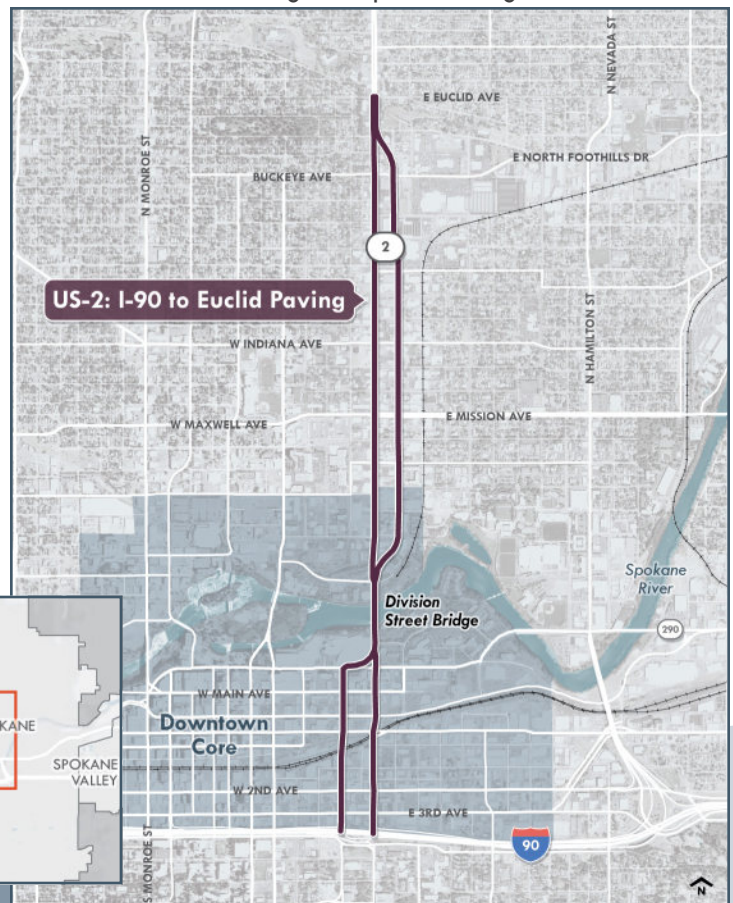 N NEVADA ST
E EUCLID AVE
N MONROE ST
E NORTH FOOTHILLS DR
BUCKEYE AVE
2
US-2: I-90 to Euclid Paving
N HAMILTON ST
W INDIANA AVE
E MISSION AVE
W MAXWELL AVE
Spokane
River
Division
Street Bridge
290
W MAIN AVE
Downtown
Core
KANE
SPOKANE
VALLEY
W 2ND AVE
E 3RD AVE
90
S MONROE ST
N